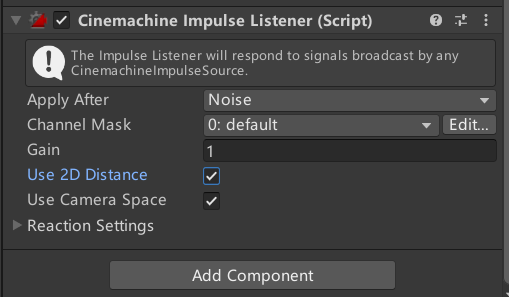 Cinemachine Impulse Listener (Script)
The Impulse Listener will respond to signals broadcast by any
CinemachineImpulseSource.
Apply After Noise
Channel Mask 0: default Edit...
Gain 1
Use 2D Distance
Use Camera Space
Reaction Settings
Add Component